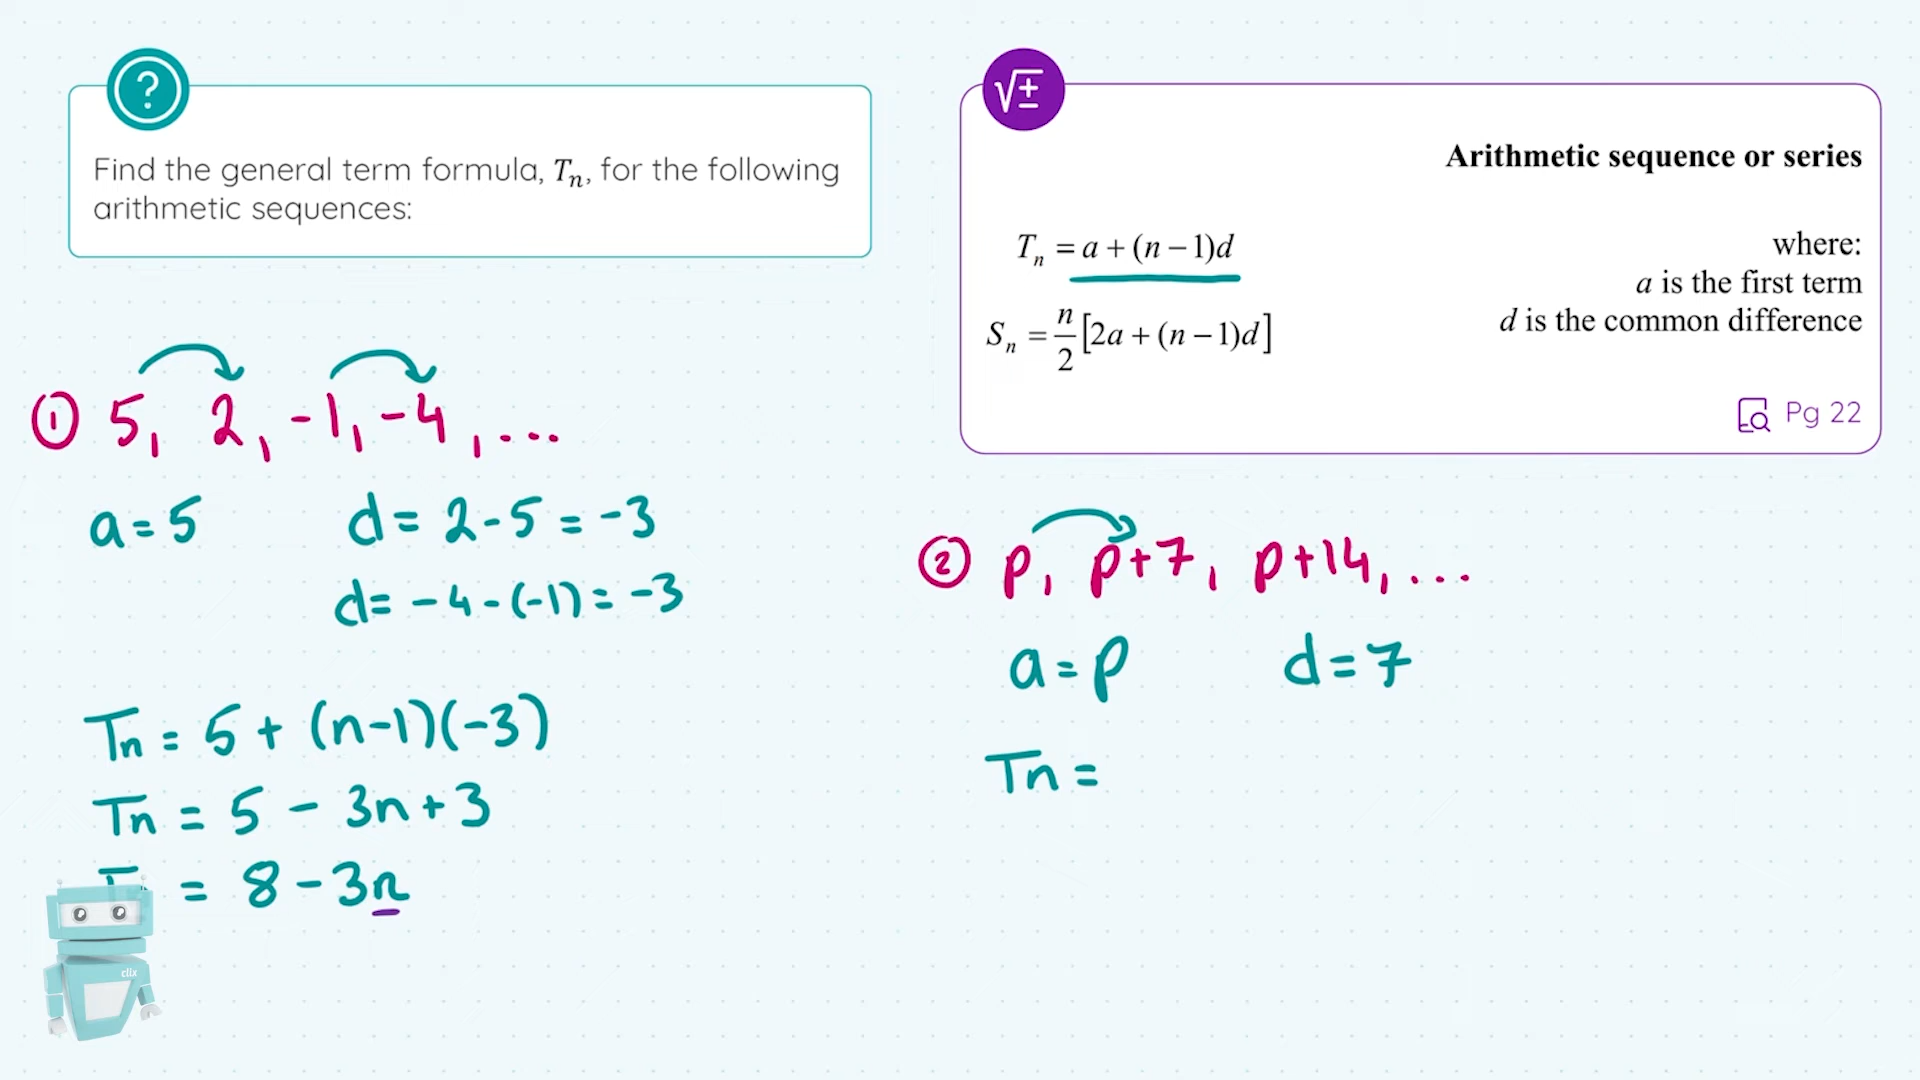 ?
Find the general term formula, Tₙ, for the following
arithmetic sequences:
① 5, 2, -1, -4, ...
a = 5 d = 2 - 5 = -3
d = -4 - (-1) = -3
Tn = 5 + (n-1)(-3)
Tn = 5 - 3n + 3
= 8 - 3n
clix
√±
Arithmetic sequence or series
Tₙ = a + (n − 1)d
Sₙ = n/2 [2a + (n − 1)d]
where:
a is the first term
d is the common difference
Pg 22
② p, p+7, p+14, ...
a = p d = 7
Tn =